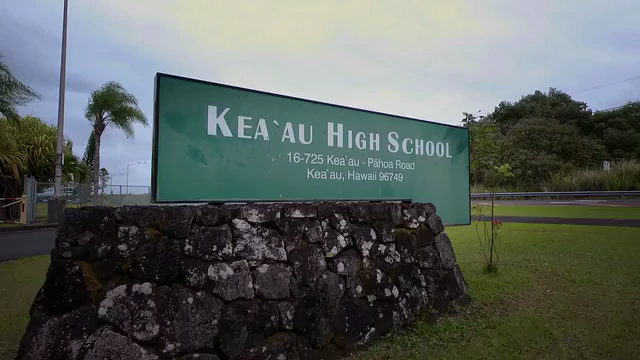 KEA`AU HIGH SCHOOL
16-725 Kea`au - Pāhoa Road
Kea`au, Hawaii 96749